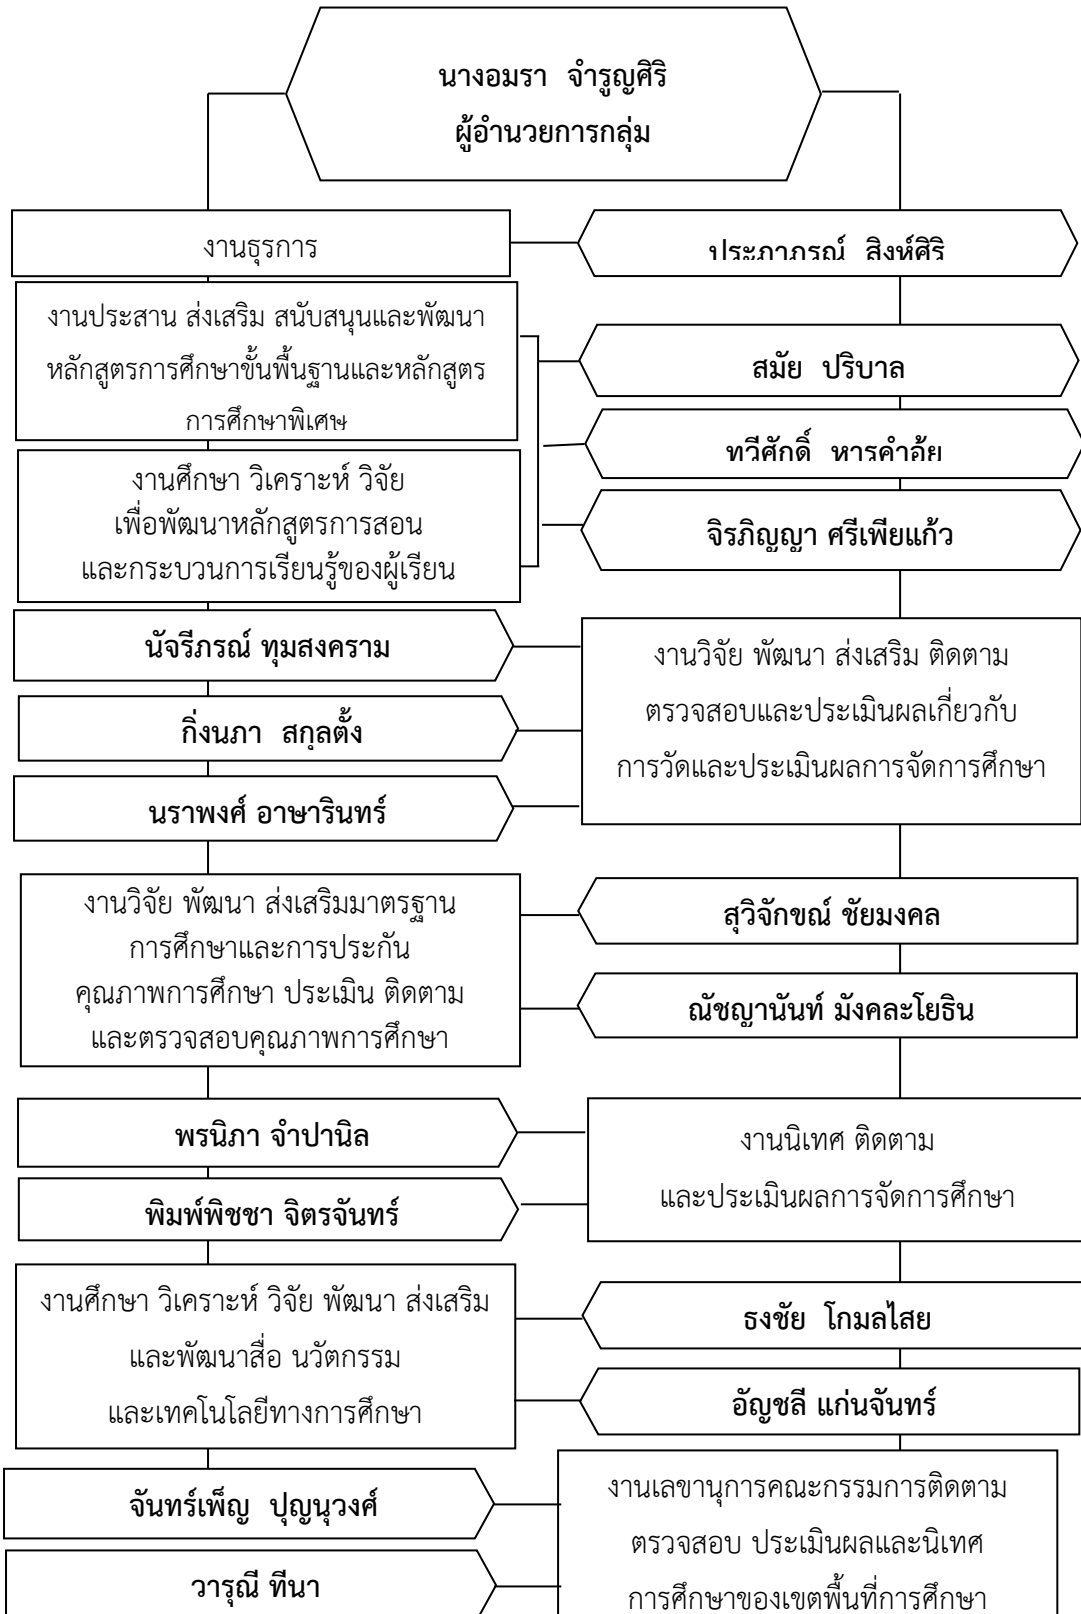 นางอมรา  จำรูญศิริ
ผู้อำนวยการกลุ่ม
งานธุรการ
ประภาภรณ์  สิงห์ศิริ
งานประสาน ส่งเสริม สนับสนุนและพัฒนา
หลักสูตรการศึกษาขั้นพื้นฐานและหลักสูตร
การศึกษาพิเศษ
สมัย  ปริบาล
ทวีศักดิ์  หารคำอ้ย
งานศึกษา วิเคราะห์ วิจัย
เพื่อพัฒนาหลักสูตรการสอน
และกระบวนการเรียนรู้ของผู้เรียน
จิรภิญญา ศรีเพียแก้ว
นัจรีภรณ์ ทุมสงคราม
กิ่งนภา  สกุลตั้ง
นราพงศ์ อาษารินทร์
งานวิจัย พัฒนา ส่งเสริม ติดตาม
ตรวจสอบและประเมินผลเกี่ยวกับ
การวัดและประเมินผลการจัดการศึกษา
งานวิจัย พัฒนา ส่งเสริมมาตรฐาน
การศึกษาและการประกัน
คุณภาพการศึกษา ประเมิน ติดตาม
และตรวจสอบคุณภาพการศึกษา
สุวิจักขณ์ ชัยมงคล
ณัชญานันท์ มังคละโยธิน
พรนิภา จำปานิล
พิมพ์พิชชา จิตรจันทร์
งานนิเทศ ติดตาม
และประเมินผลการจัดการศึกษา
งานศึกษา วิเคราะห์ วิจัย พัฒนา ส่งเสริม
และพัฒนาสื่อ นวัตกรรม
และเทคโนโลยีทางการศึกษา
ธงชัย  โกมลไสย
อัญชลี แก่นจันทร์
จันทร์เพ็ญ  ปุญนุวงศ์
วารุณี ทีนา
งานเลขานุการคณะกรรมการติดตาม
ตรวจสอบ ประเมินผลและนิเทศ
การศึกษาของเขตพื้นที่การศึกษา